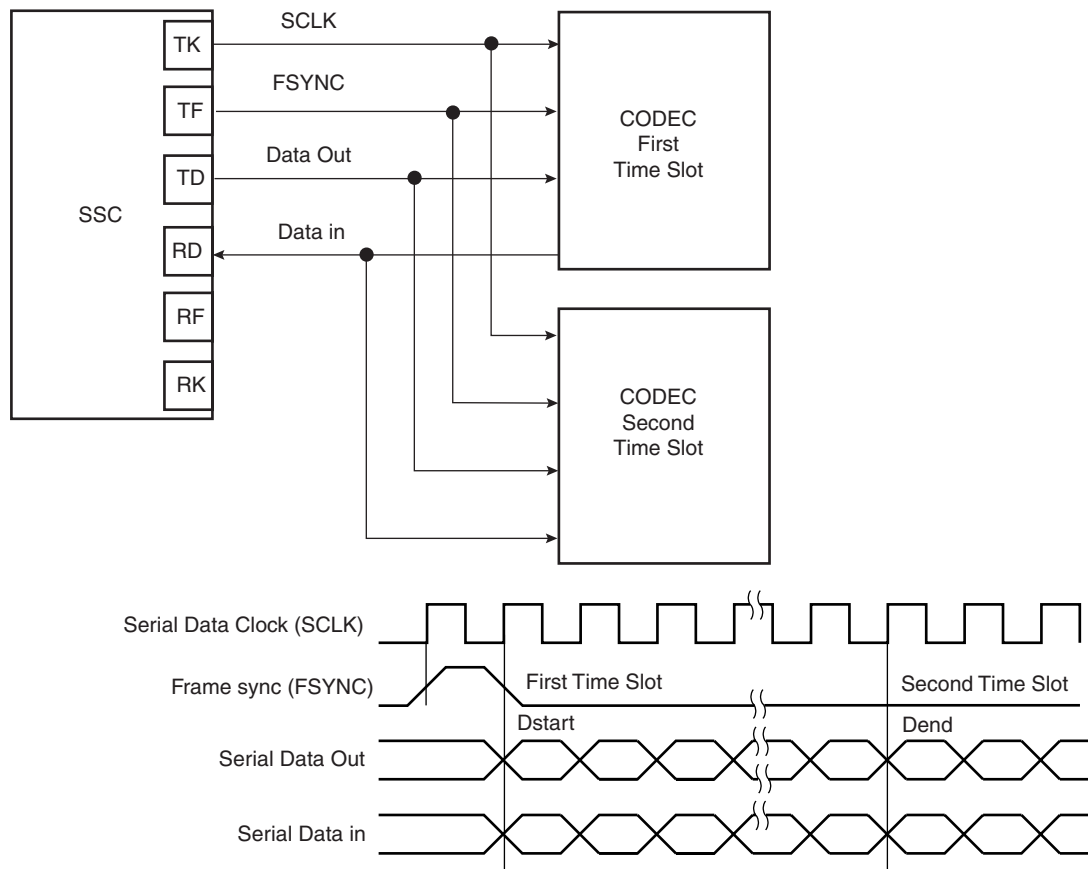 SSC
TK
TF
TD
RD
RF
RK
SCLK
FSYNC
Data Out
Data in
CODEC
First
Time Slot
CODEC
Second
Time Slot
Serial Data Clock (SCLK)
Frame sync (FSYNC)
First Time Slot
Second Time Slot
Dstart
Dend
Serial Data Out
Serial Data in